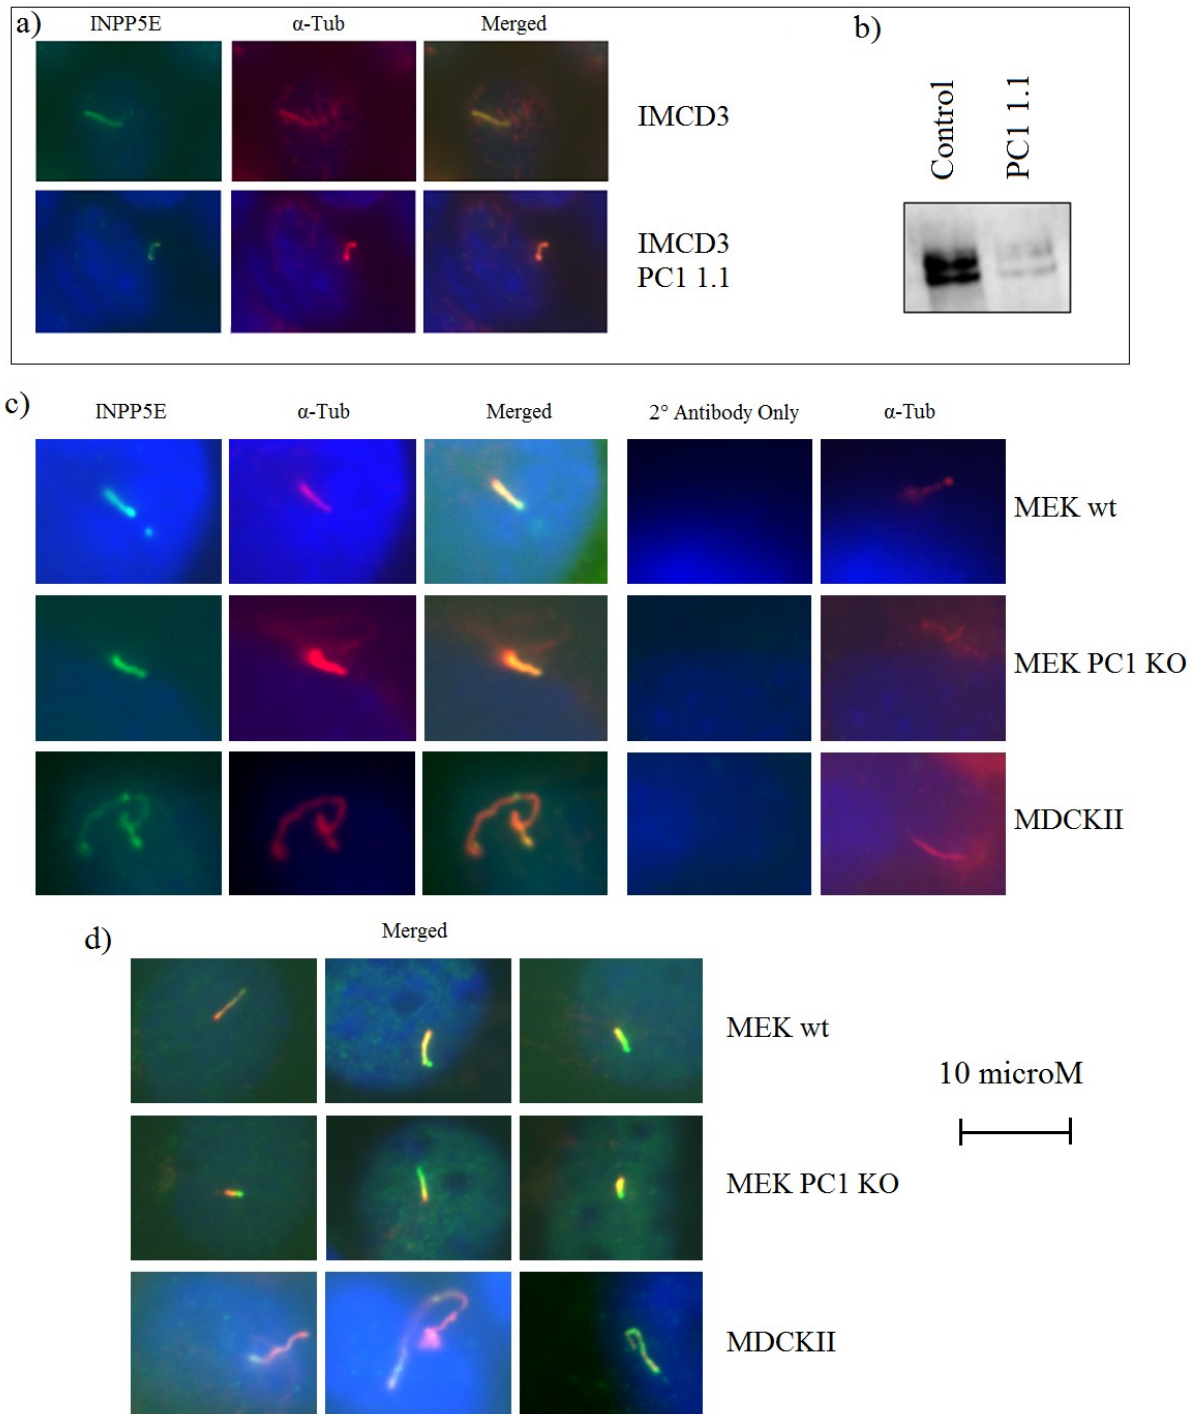 a)
INPP5E
α-Tub
Merged
IMCD3
IMCD3
PC1 1.1
b)
Control
PC1 1.1
c)
INPP5E
α-Tub
Merged
2° Antibody Only
α-Tub
MEK wt
MEK PC1 KO
MDCKII
d)
Merged
MEK wt
MEK PC1 KO
MDCKII
10 microM